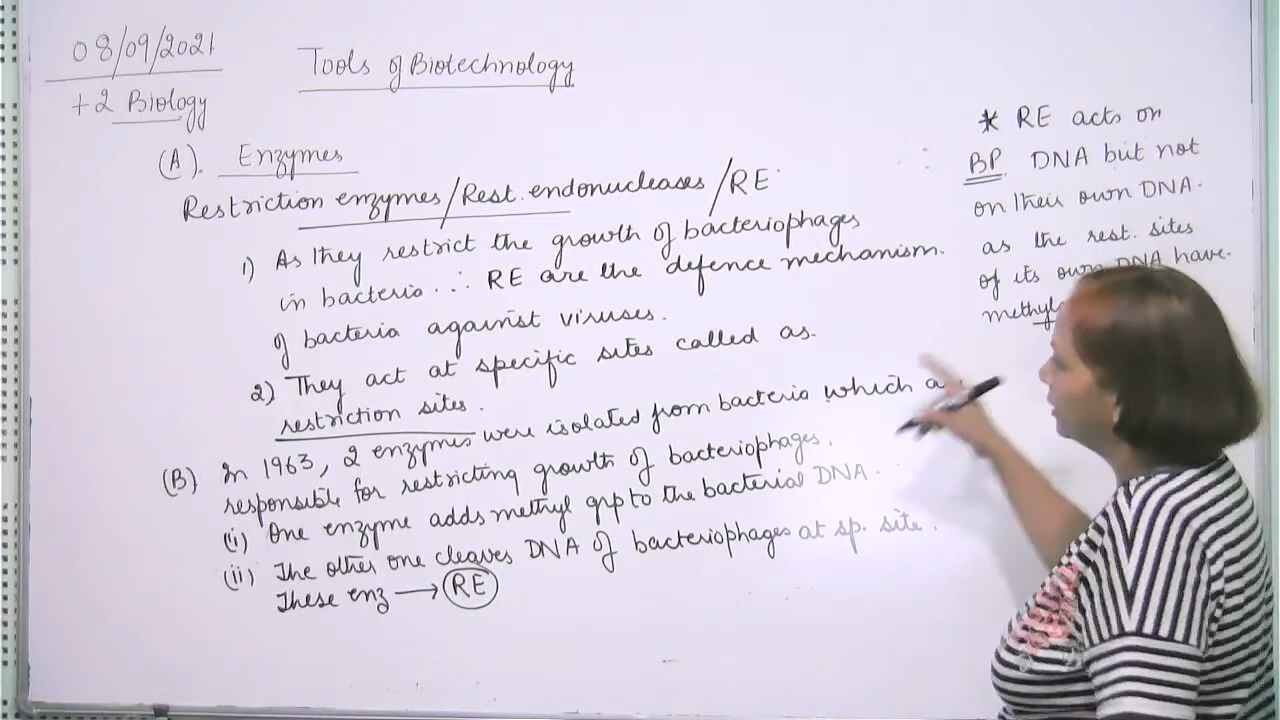 08/09/2021
+2 Biology
Tools of Biotechnology
(A). Enzymes
Restriction enzymes/Rest. endonucleases/RE
1) As they restrict the growth of bacteriophages
in bacteria. ∴ RE are the defence mechanism.
of bacteria against viruses.
2) They act at specific sites called as.
restriction sites.
(B) In 1963, 2 enzymes were isolated from bacteria which
responsible for restricting growth of bacteriophages.
(i) One enzyme adds methyl grp to the bacterial DNA.
(ii) The other one cleaves DNA of bacteriophages at sp. site.
These enz → RE
* RE acts on
BP DNA but not
on their own DNA.
as the rest. sites
of its own DNA have.